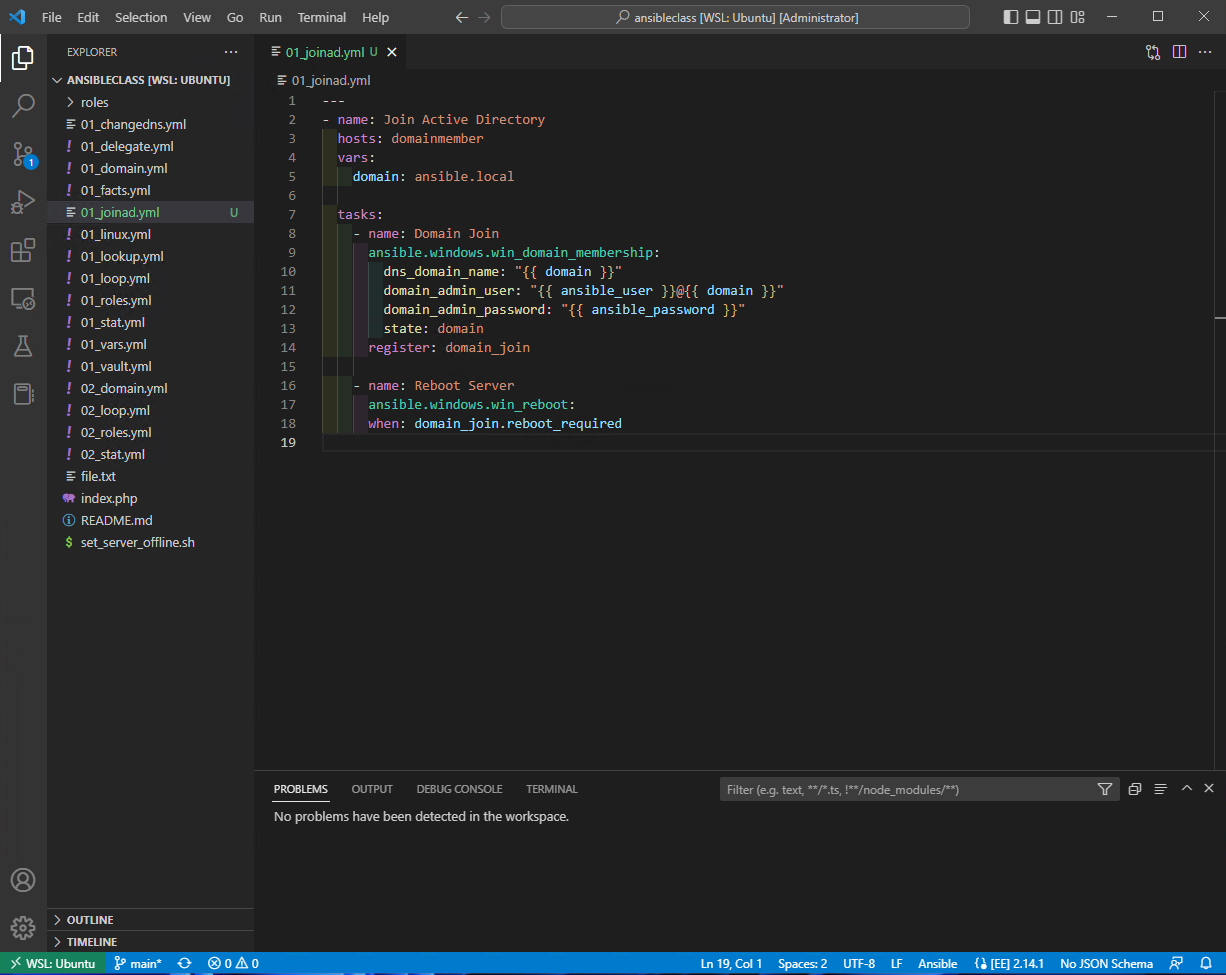 File Edit Selection View Go Run Terminal Help ansibleclass [WSL: Ubuntu] [Administrator]
EXPLORER
ANSIBLECLASS [WSL: UBUNTU]
roles
01_changedns.yml
01_delegate.yml
01_domain.yml
01_facts.yml
01_joinad.yml U
01_linux.yml
01_lookup.yml
01_loop.yml
01_roles.yml
01_stat.yml
01_vars.yml
01_vault.yml
02_domain.yml
02_loop.yml
02_roles.yml
02_stat.yml
file.txt
index.php
README.md
$ set_server_offline.sh
OUTLINE
TIMELINE
1
01_joinad.yml U
01_joinad.yml
1 ---
2 - name: Join Active Directory
3 hosts: domainmember
4 vars:
5 domain: ansible.local
6
7 tasks:
8 - name: Domain Join
9 ansible.windows.win_domain_membership:
10 dns_domain_name: "{{ domain }}"
11 domain_admin_user: "{{ ansible_user }}@{{ domain }}"
12 domain_admin_password: "{{ ansible_password }}"
13 state: domain
14 register: domain_join
15
16 - name: Reboot Server
17 ansible.windows.win_reboot:
18 when: domain_join.reboot_required
19
PROBLEMS OUTPUT DEBUG CONSOLE TERMINAL Filter (e.g. text, **/*.ts, !**/node_modules/**)
No problems have been detected in the workspace.
WSL: Ubuntu main* 0 0 Ln 19, Col 1 Spaces: 2 UTF-8 LF Ansible [EE] 2.14.1 No JSON Schema